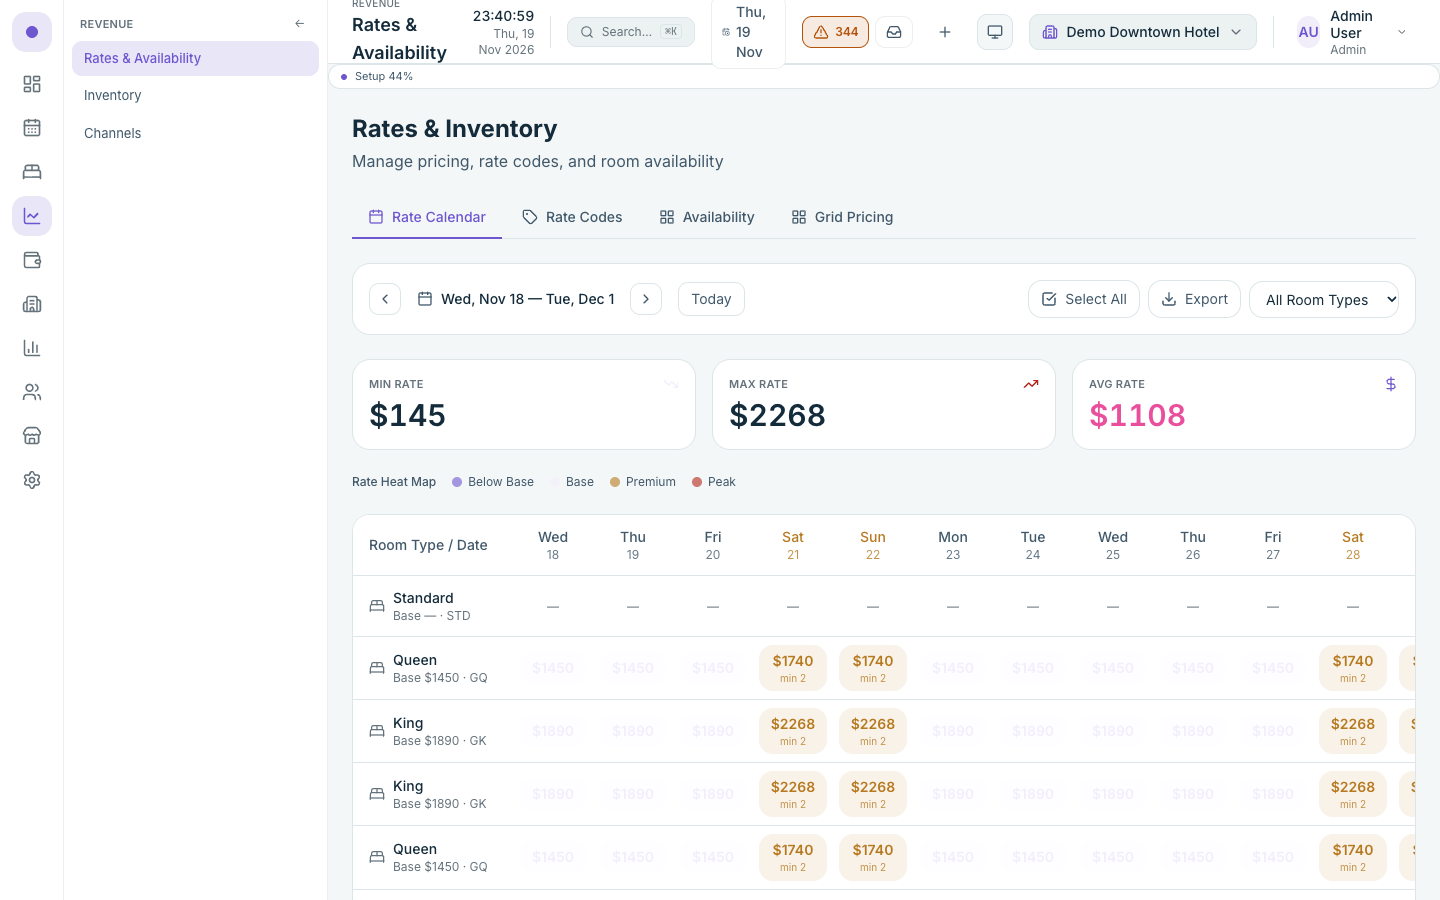 REVENUE
Rates & Availability
Inventory
Channels
REVENUE
Rates &
Availability
23:40:59
Thu, 19
Nov 2026
Search... ⌘K
Thu,
19
Nov
344
Demo Downtown Hotel
AU
Admin
User
Admin
Setup 44%
Rates & Inventory
Manage pricing, rate codes, and room availability
Rate Calendar Rate Codes Availability Grid Pricing
Wed, Nov 18 — Tue, Dec 1 Today Select All Export All Room Types
MIN RATE
$145
MAX RATE
$2268
AVG RATE
$1108
Rate Heat Map Below Base Base Premium Peak
Room Type / Date
Wed Thu Fri Sat Sun Mon Tue Wed Thu Fri Sat
18 19 20 21 22 23 24 25 26 27 28
Standard
Base — · STD
— — — — — — — — — — —
Queen
Base $1450 · GQ
$1450 $1450 $1450 $1740 $1740 $1450 $1450 $1450 $1450 $1450 $1740
min 2 min 2 min 2
King
Base $1890 · GK
$1890 $1890 $1890 $2268 $2268 $1890 $1890 $1890 $1890 $1890 $2268
min 2 min 2 min 2
King
Base $1890 · GK
$1890 $1890 $1890 $2268 $2268 $1890 $1890 $1890 $1890 $1890 $2268
min 2 min 2 min 2
Queen
Base $1450 · GQ
$1450 $1450 $1450 $1740 $1740 $1450 $1450 $1450 $1450 $1450 $1740
min 2 min 2 min 2